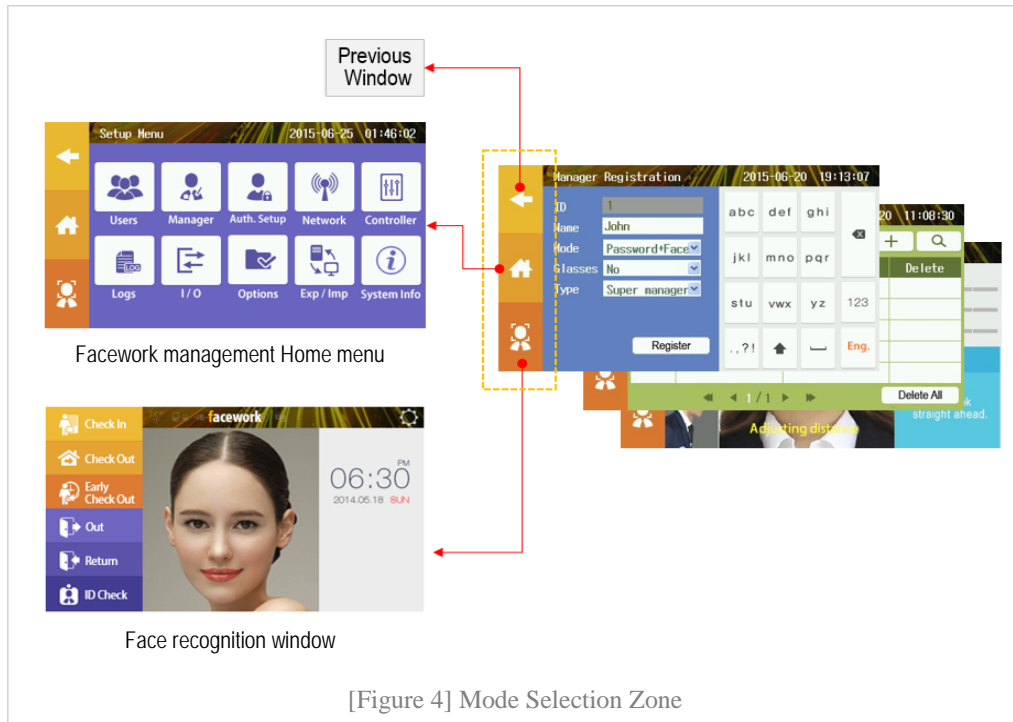 Previous
Window
Setup Menu 2015-06-25 01:46:02
Users Manager Auth. Setup Network Controller
LOG
Logs I/O Options Exp / Imp System Info
Facework management Home menu
Manager Registration 2015-06-20 19:13:07
ID 1
Name John
Mode Password+Face
Glasses No
Type Super manager
Register
abc def ghi
jkl mno pqr
stu vwx yz 123
.,?! Eng.
20 11:08:30
+
Delete
1 / 1
Delete All
straight ahead.
Adjusting distance
Check In
Check Out
Early
Check Out
Out
Return
ID Check
facework
PM
06:30
2014.05.18 SUN
Face recognition window
[Figure 4] Mode Selection Zone